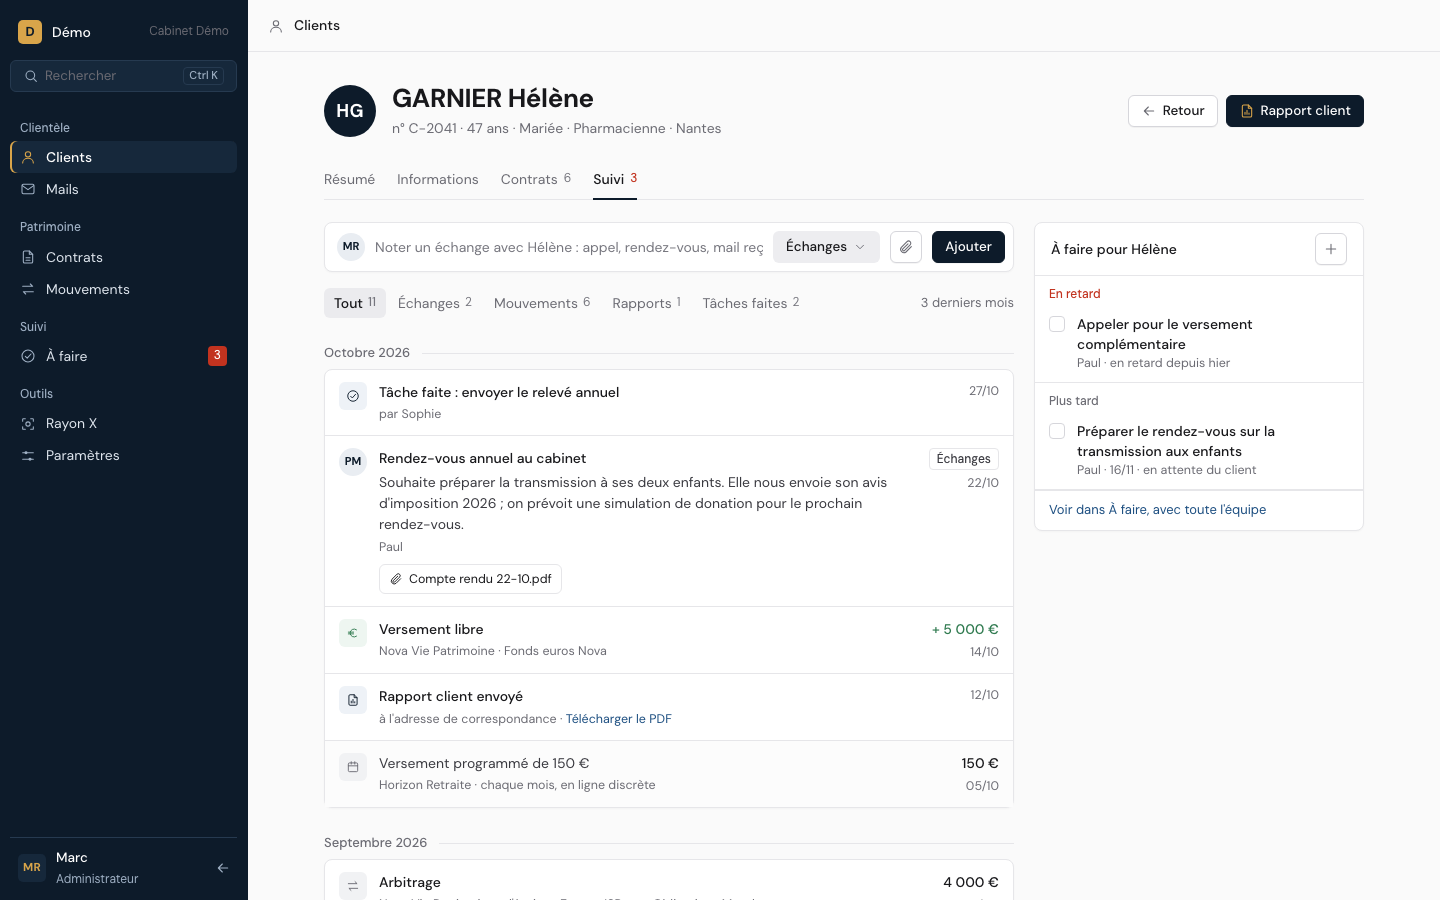 D Démo Cabinet Démo
Rechercher Ctrl K
Clientèle
Clients
Mails
Patrimoine
Contrats
Mouvements
Suivi
À faire 3
Outils
Rayon X
Paramètres
MR Marc
Administrateur
Clients
HG GARNIER Hélène
n° C-2041 · 47 ans · Mariée · Pharmacienne · Nantes
Retour
Rapport client
Résumé Informations Contrats 6 Suivi 3
MR Noter un échange avec Hélène : appel, rendez-vous, mail reç Échanges Ajouter
Tout 11 Échanges 2 Mouvements 6 Rapports 1 Tâches faites 2 3 derniers mois
Octobre 2026
Tâche faite : envoyer le relevé annuel 27/10
par Sophie
PM Rendez-vous annuel au cabinet Échanges
Souhaite préparer la transmission à ses deux enfants. Elle nous envoie son avis 22/10
d'imposition 2026 ; on prévoit une simulation de donation pour le prochain
rendez-vous.
Paul
Compte rendu 22-10.pdf
Versement libre + 5 000 €
Nova Vie Patrimoine · Fonds euros Nova 14/10
Rapport client envoyé 12/10
à l'adresse de correspondance · Télécharger le PDF
Versement programmé de 150 € 150 €
Horizon Retraite · chaque mois, en ligne discrète 05/10
Septembre 2026
Arbitrage 4 000 €
À faire pour Hélène
En retard
Appeler pour le versement
complémentaire
Paul · en retard depuis hier
Plus tard
Préparer le rendez-vous sur la
transmission aux enfants
Paul · 16/11 · en attente du client
Voir dans À faire, avec toute l'équipe